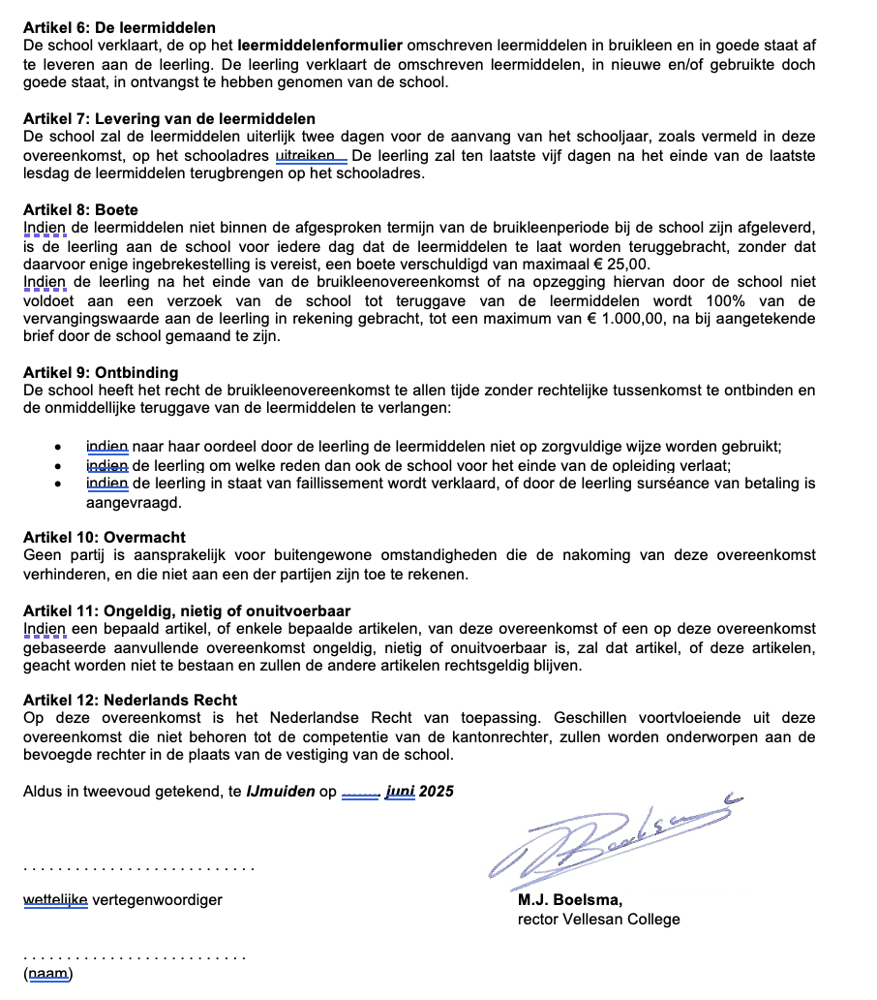 Artikel 6: De leermiddelen
De school verklaart, de op het leermiddelenformulier omschreven leermiddelen in bruikleen en in goede staat af
te leveren aan de leerling. De leerling verklaart de omschreven leermiddelen, in nieuwe en/of gebruikte doch
goede staat, in ontvangst te hebben genomen van de school.
Artikel 7: Levering van de leermiddelen
De school zal de leermiddelen uiterlijk twee dagen voor de aanvang van het schooljaar, zoals vermeld in deze
overeenkomst, op het schooladres uitreiken. De leerling zal ten laatste vijf dagen na het einde van de laatste
lesdag de leermiddelen terugbrengen op het schooladres.
Artikel 8: Boete
Indien de leermiddelen niet binnen de afgesproken termijn van de bruikleenperiode bij de school zijn afgeleverd,
is de leerling aan de school voor iedere dag dat de leermiddelen te laat worden teruggebracht, zonder dat
daarvoor enige ingebrekestelling is vereist, een boete verschuldigd van maximaal € 25,00.
Indien de leerling na het einde van de bruikleenovereenkomst of na opzegging hiervan door de school niet
voldoet aan een verzoek van de school tot teruggave van de leermiddelen wordt 100% van de
vervangingswaarde aan de leerling in rekening gebracht, tot een maximum van € 1.000,00, na bij aangetekende
brief door de school gemaand te zijn.
Artikel 9: Ontbinding
De school heeft het recht de bruikleenovereenkomst te allen tijde zonder rechtelijke tussenkomst te ontbinden en
de onmiddellijke teruggave van de leermiddelen te verlangen:
• indien naar haar oordeel door de leerling de leermiddelen niet op zorgvuldige wijze worden gebruikt;
• indien de leerling om welke reden dan ook de school voor het einde van de opleiding verlaat;
• indien de leerling in staat van faillissement wordt verklaard, of door de leerling surséance van betaling is
aangevraagd.
Artikel 10: Overmacht
Geen partij is aansprakelijk voor buitengewone omstandigheden die de nakoming van deze overeenkomst
verhinderen, en die niet aan een der partijen zijn toe te rekenen.
Artikel 11: Ongeldig, nietig of onuitvoerbaar
Indien een bepaald artikel, of enkele bepaalde artikelen, van deze overeenkomst of een op deze overeenkomst
gebaseerde aanvullende overeenkomst ongeldig, nietig of onuitvoerbaar is, zal dat artikel, of deze artikelen,
geacht worden niet te bestaan en zullen de andere artikelen rechtsgeldig blijven.
Artikel 12: Nederlands Recht
Op deze overeenkomst is het Nederlandse Recht van toepassing. Geschillen voortvloeiende uit deze
overeenkomst die niet behoren tot de competentie van de kantonrechter, zullen worden onderworpen aan de
bevoegde rechter in de plaats van de vestiging van de school.
Aldus in tweevoud getekend, te IJmuiden op ........ juni 2025
. . . . . . . . . . . . . . . . . . . . . . . . . . .
wettelijke vertegenwoordiger
M.J. Boelsma,
rector Vellesan College
. . . . . . . . . . . . . . . . . . . . . . . . . .
(naam)